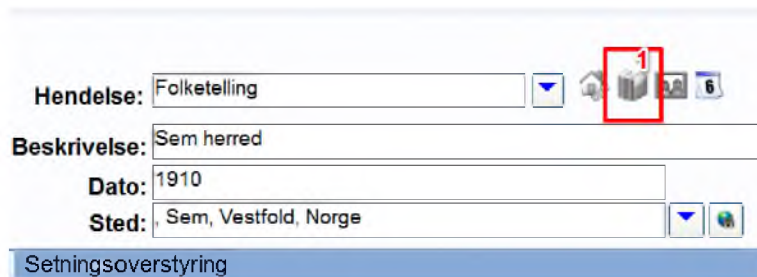 1
Hendelse: Folketelling 6
Beskrivelse: Sem herred
Dato: 1910
Sted: , Sem, Vestfold, Norge
Setningsoverstyring